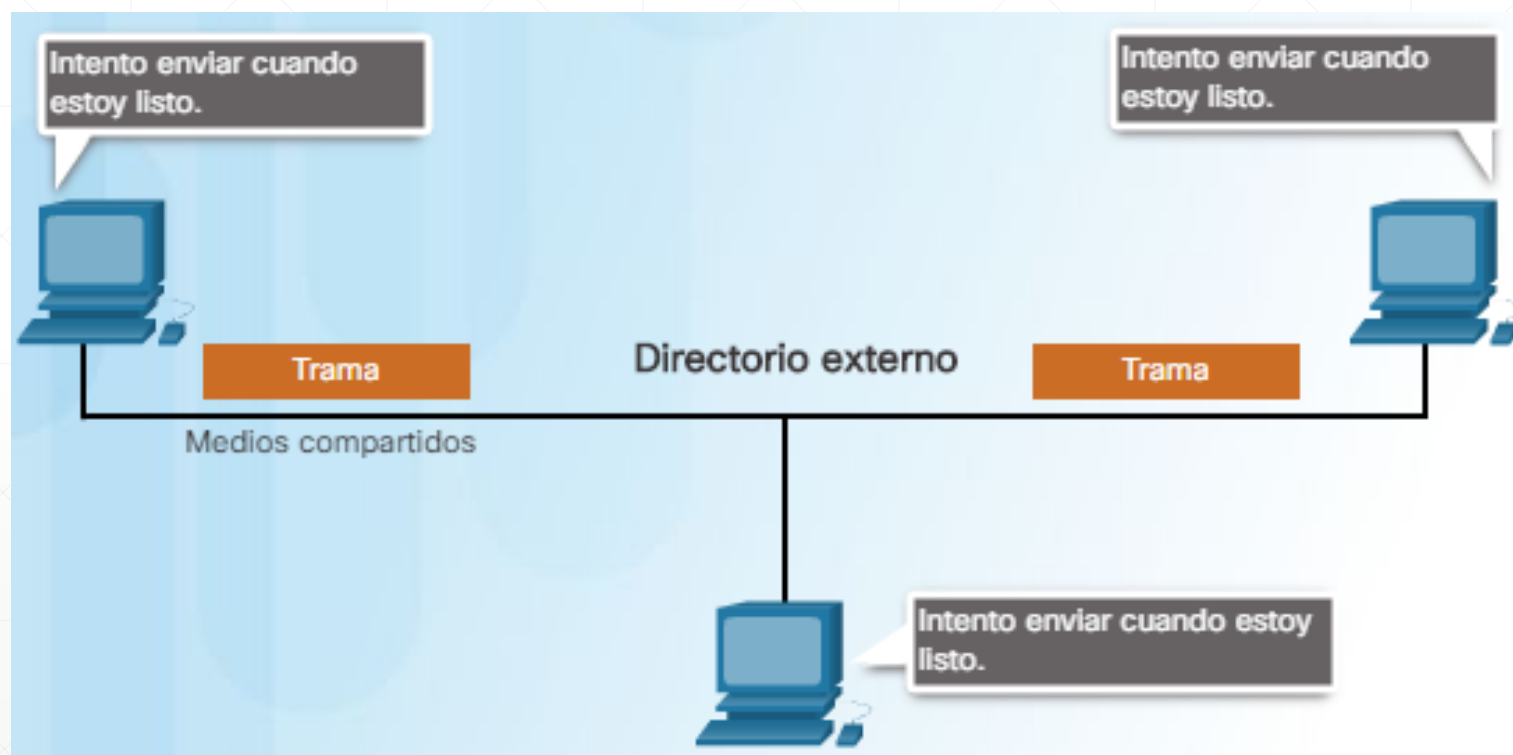 Intento enviar cuando
estoy listo.
Intento enviar cuando
estoy listo.
Trama
Directorio externo
Trama
Medios compartidos
Intento enviar cuando estoy
listo.